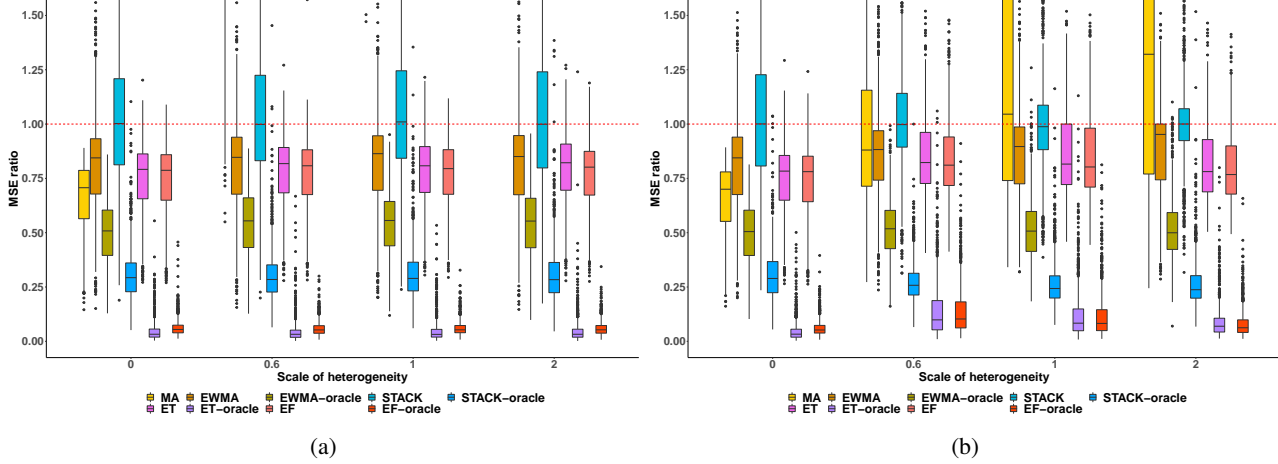 1.50
1.25
1.00
0.75
0.50
0.25
0.00
MSE ratio
0 0.6 1 2
Scale of heterogeneity
MA EWMA EWMA−oracle STACK STACK−oracle
ET ET−oracle EF EF−oracle
(a)
1.50
1.25
1.00
0.75
0.50
0.25
0.00
MSE ratio
0 0.6 1 2
Scale of heterogeneity
MA EWMA EWMA−oracle STACK STACK−oracle
ET ET−oracle EF EF−oracle
(b)